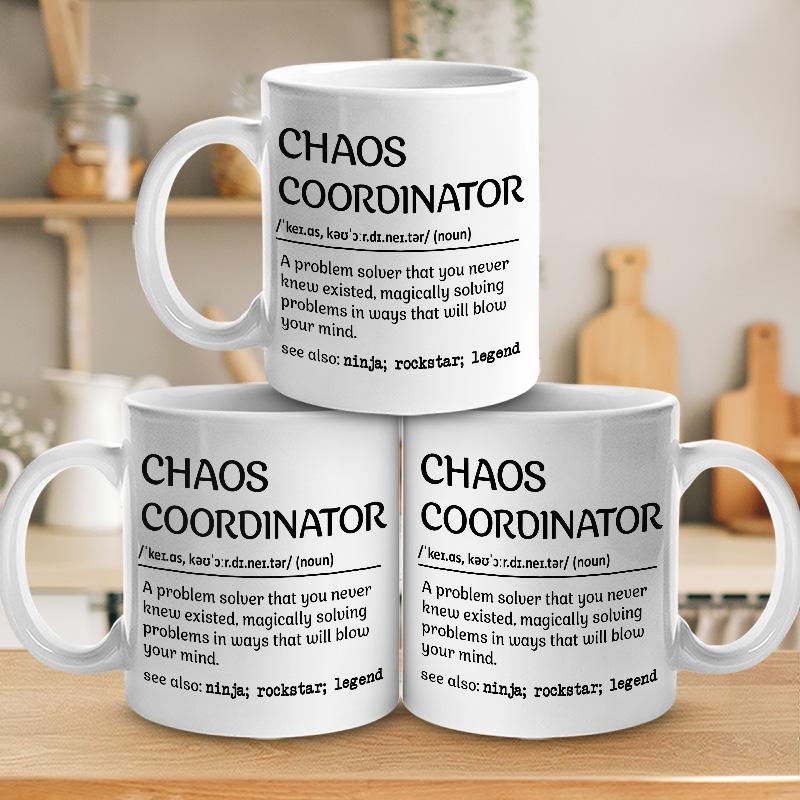 CHAOS
COORDINATOR
/ˈkeɪ.ɑs, kəʊˈɔːr.dɪ.neɪ.tər/ (noun)
A problem solver that you never
knew existed, magically solving
problems in ways that will blow
your mind.
see also: ninja; rockstar; legend
CHAOS
COORDINATOR
/ˈkeɪ.ɑs, kəʊˈɔːr.dɪ.neɪ.tər/ (noun)
A problem solver that you never
knew existed, magically solving
problems in ways that will blow
your mind.
see also: ninja; rockstar; legend
CHAOS
COORDINATOR
/ˈkeɪ.ɑs, kəʊˈɔːr.dɪ.neɪ.tər/ (noun)
A problem solver that you never
knew existed, magically solving
problems in ways that will blow
your mind.
see also: ninja; rockstar; legend